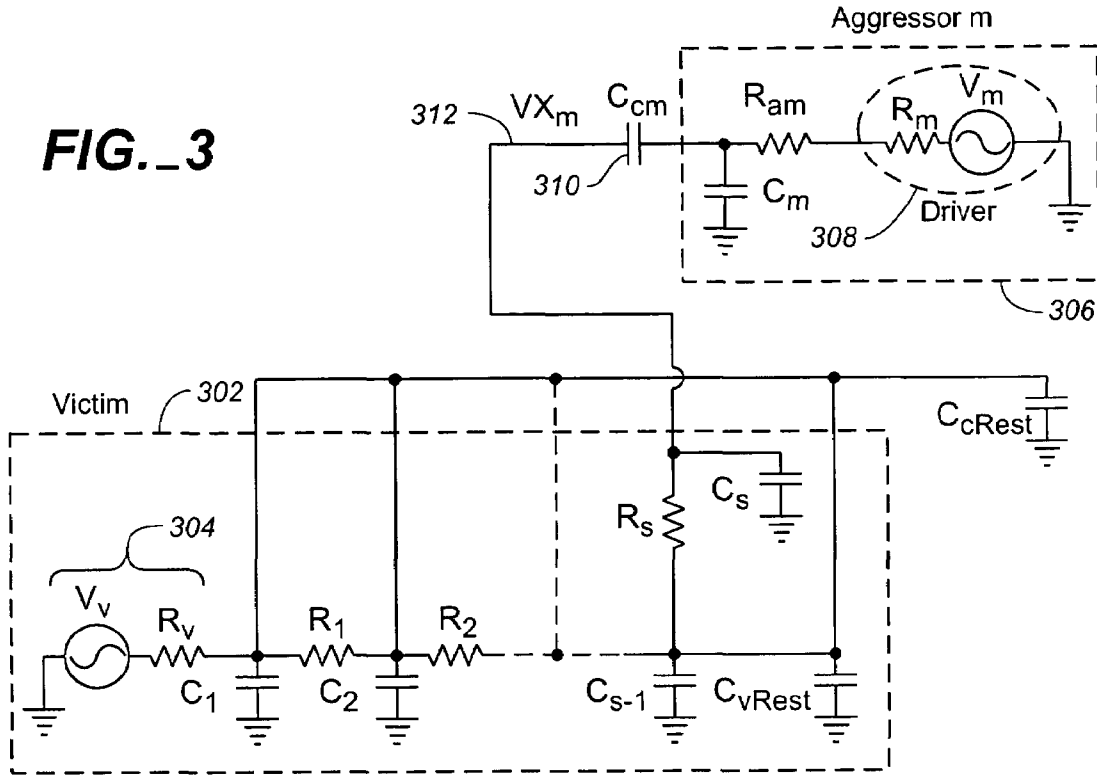 Aggressor m
FIG._3
312
VXm
Ccm
310
Ram
Rm
Vm
Cm
308
Driver
306
Victim
302
CcRest
Cs
Rs
304
Vv
Rv
R1
R2
C1
C2
Cs-1
CvRest